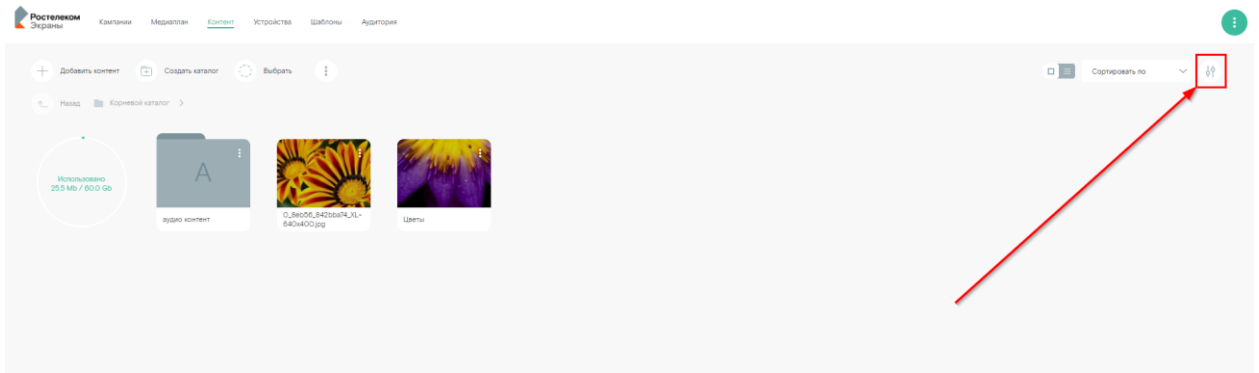 Ростелеком
Экраны
Кампании Медиаплан Контент Устройства Шаблоны Аудитория
Добавить контент Создать каталог Выбрать Сортировать по
Назад Корневой каталог
Использовано
25.5 Mb / 60.0 Gb
A
аудио контент
0_8eb56_842bba74_XL-
640x400.jpg
Цветы